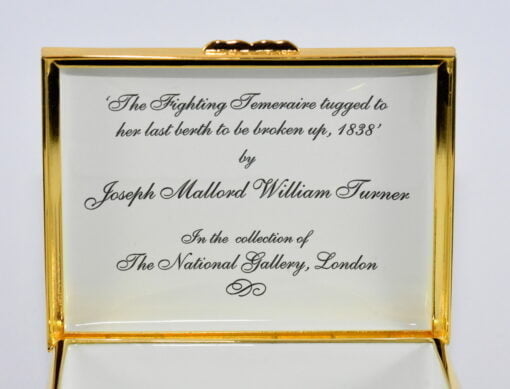 'The Fighting Temeraire tugged to
her last berth to be broken up, 1838'
by
Joseph Mallord William Turner
In the collection of
The National Gallery, London